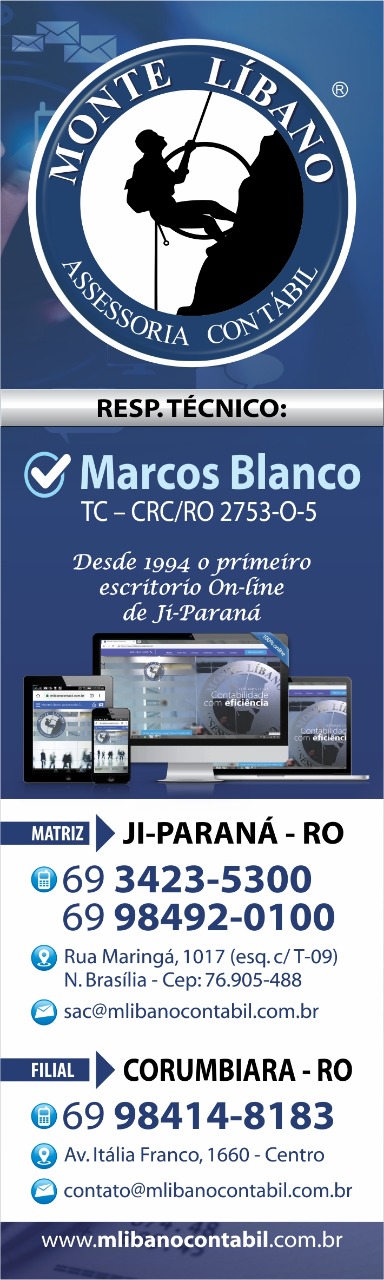 MONTE LÍBANO
®
ASSESSORIA CONTÁBIL
RESP. TÉCNICO:
Marcos Blanco
TC – CRC/RO 2753-O-5
Desde 1994 o primeiro
escritorio On-line
de Ji-Paraná
100% online
Contabilidade
com eficiência
MATRIZ
JI-PARANÁ - RO
69 3423-5300
69 98492-0100
Rua Maringá, 1017 (esq. c/ T-09)
N. Brasília - Cep: 76.905-488
sac@mlibanocontabil.com.br
FILIAL
CORUMBIARA - RO
69 98414-8183
Av. Itália Franco, 1660 - Centro
contato@mlibanocontabil.com.br
www.mlibanocontabil.com.br